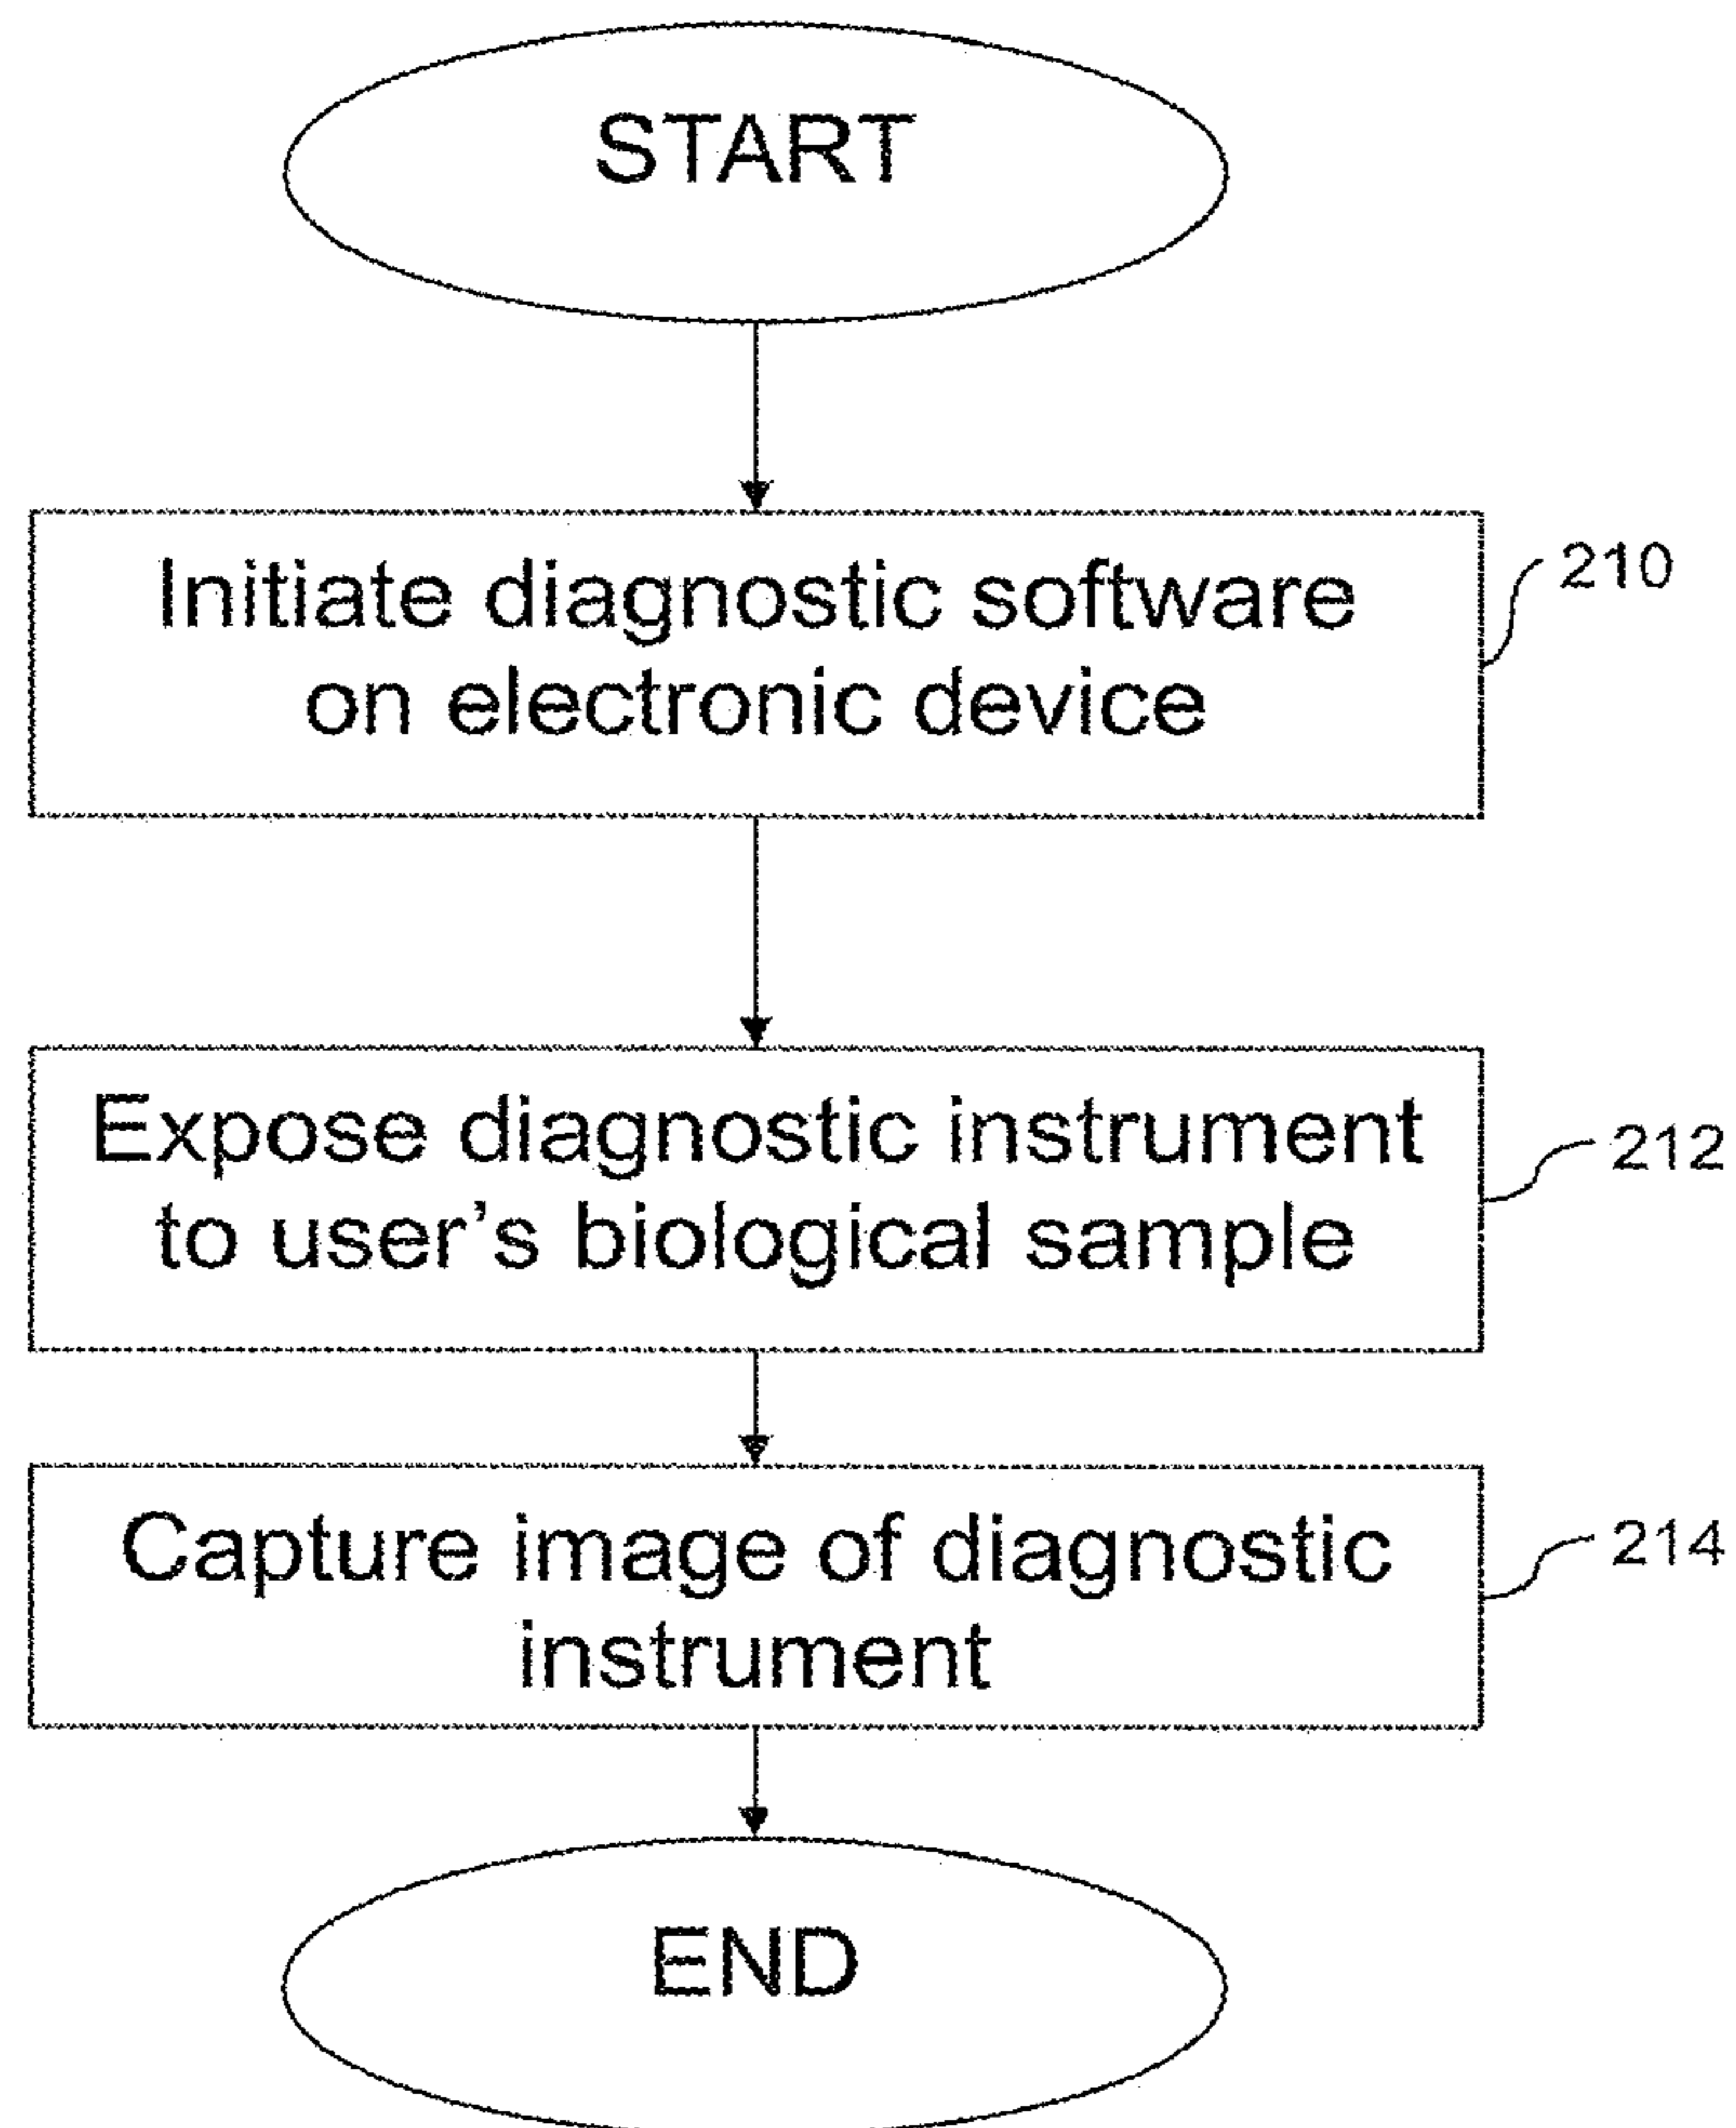 START
Initiate diagnostic software
on electronic device
210
Expose diagnostic instrument
to user's biological sample
212
Capture image of diagnostic
instrument
214
END